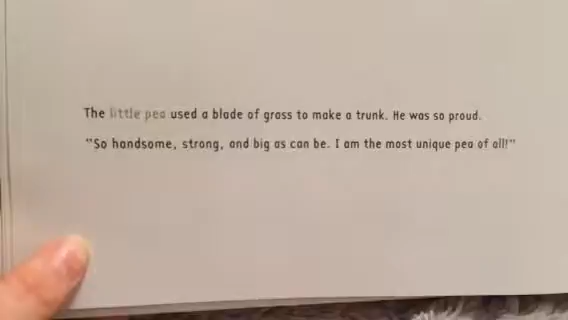 The little pea used a blade of grass to make a trunk. He was so proud.
"So handsome, strong, and big as can be. I am the most unique pea of all!"